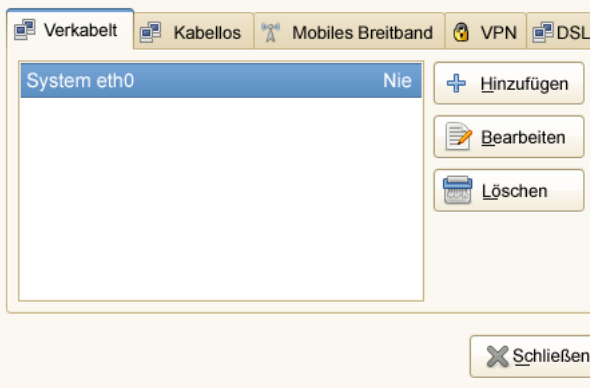 Verkabelt Kabellos Mobiles Breitband VPN DSL
System eth0 Nie
Hinzufügen
Bearbeiten
Löschen
Schließen